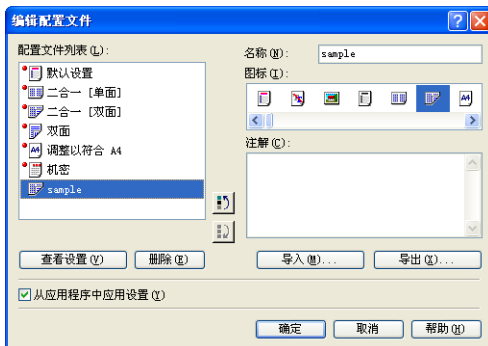 编辑配置文件
配置文件列表(L):
默认设置
二合一 [单面]
二合一 [双面]
双面
调整以符合 A4
机密
sample
查看设置(V)
删除(E)
名称(N):
sample
图标(I):
A4
注解(C):
导入(M)...
导出(X)...
从应用程序中应用设置(Y)
确定
取消
帮助(H)